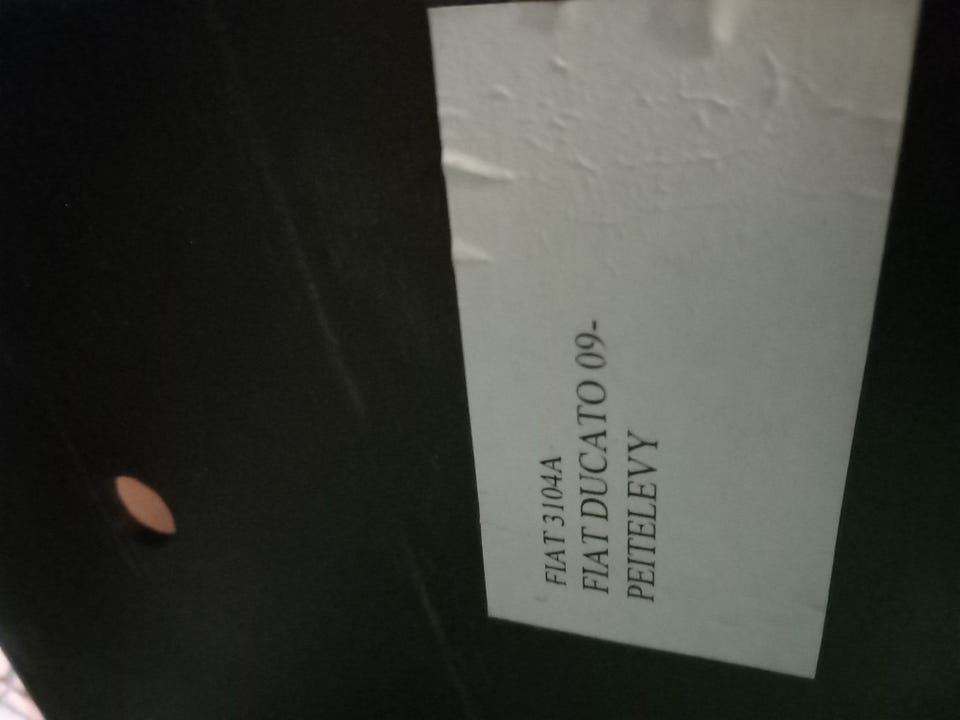 FIAT 3104A
FIAT DUCATO 09-
PEITELEVY